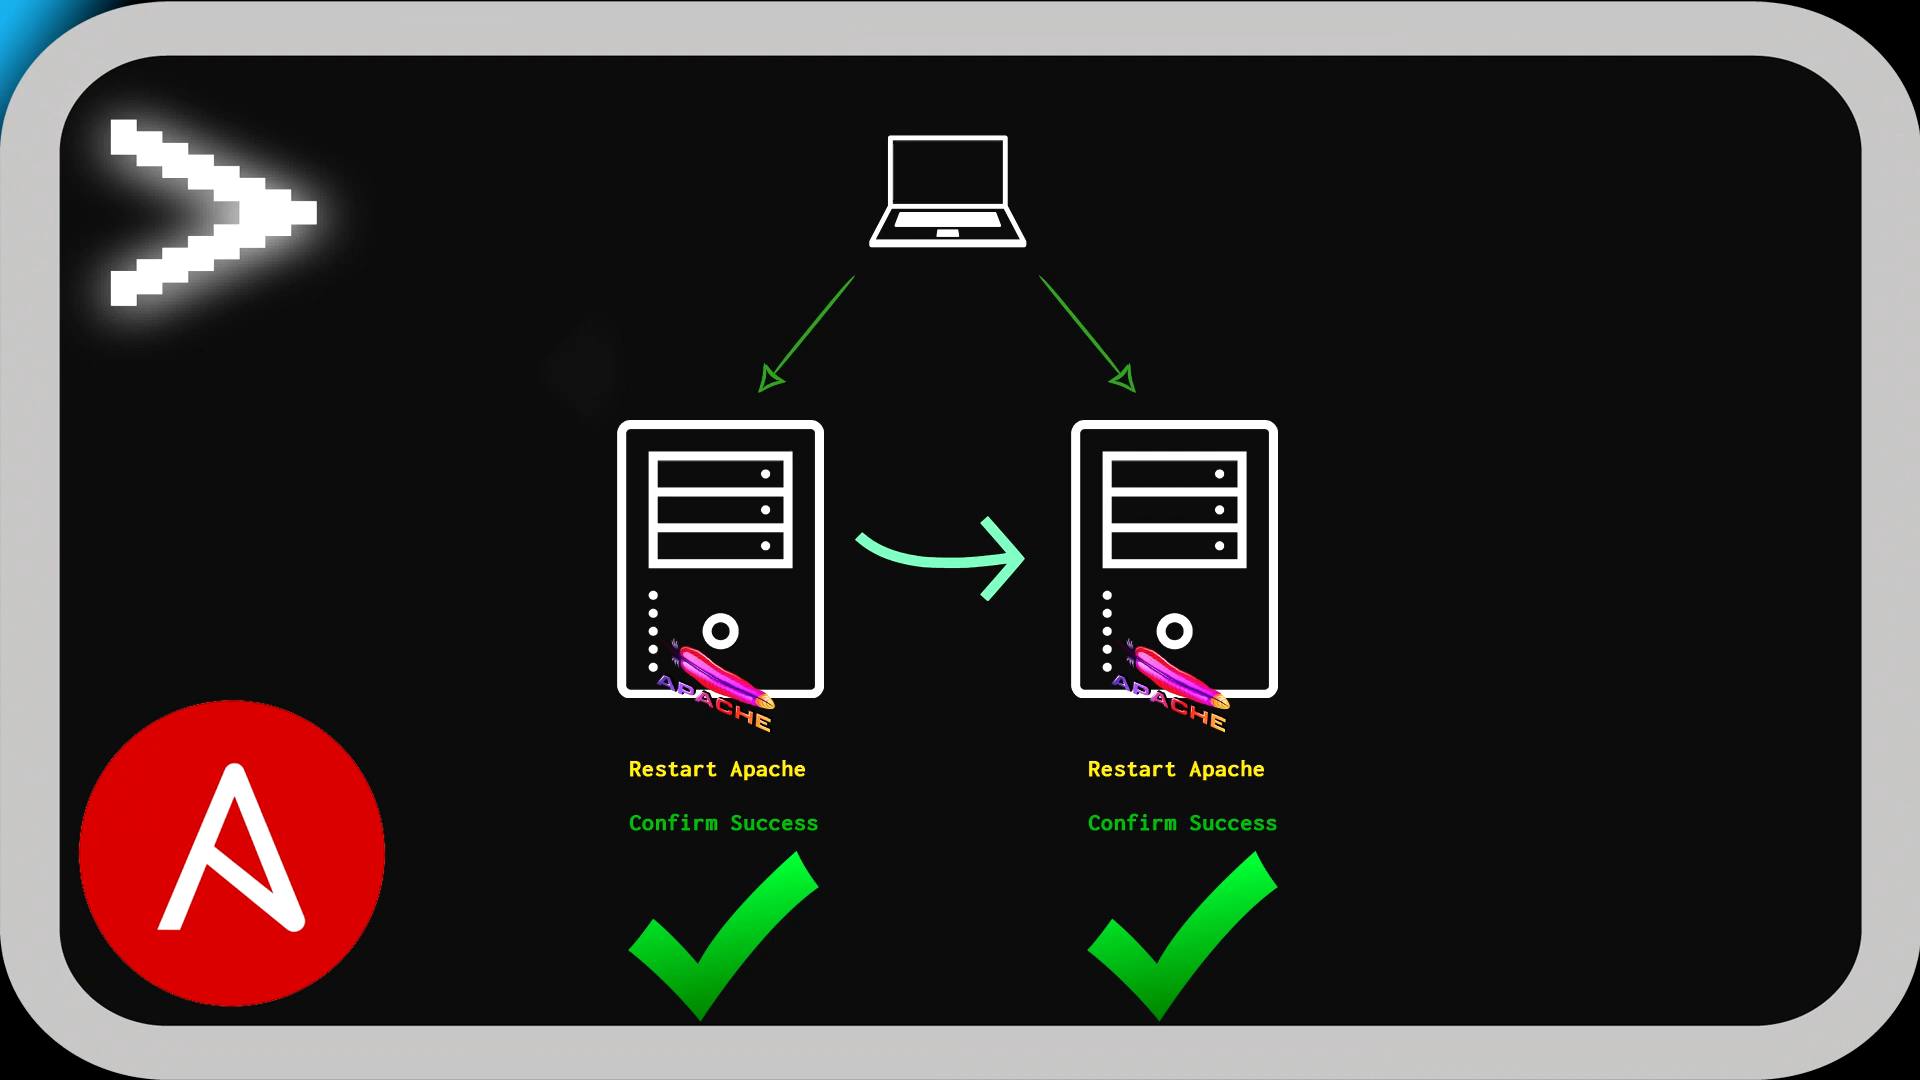 >
APACHE
APACHE
Restart Apache
Restart Apache
Confirm Success
Confirm Success